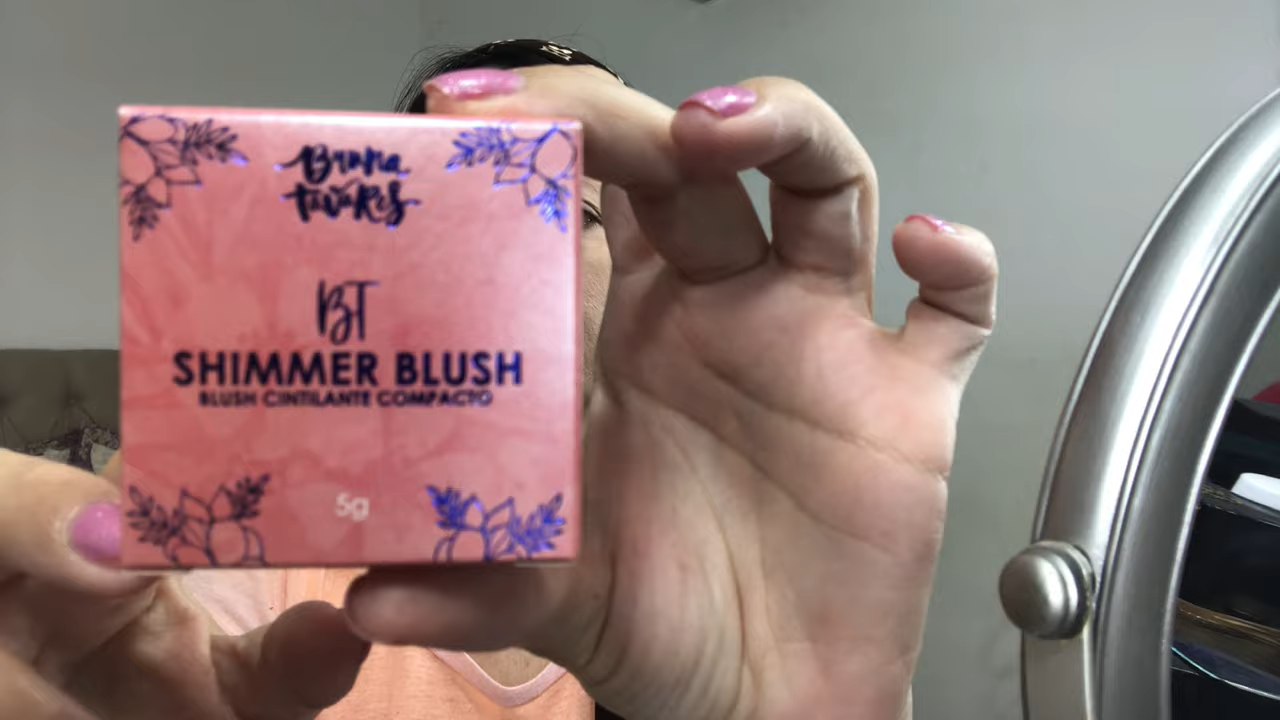 Bruna
tavares
BT
SHIMMER BLUSH
BLUSH CINTILANTE COMPACTO
5g